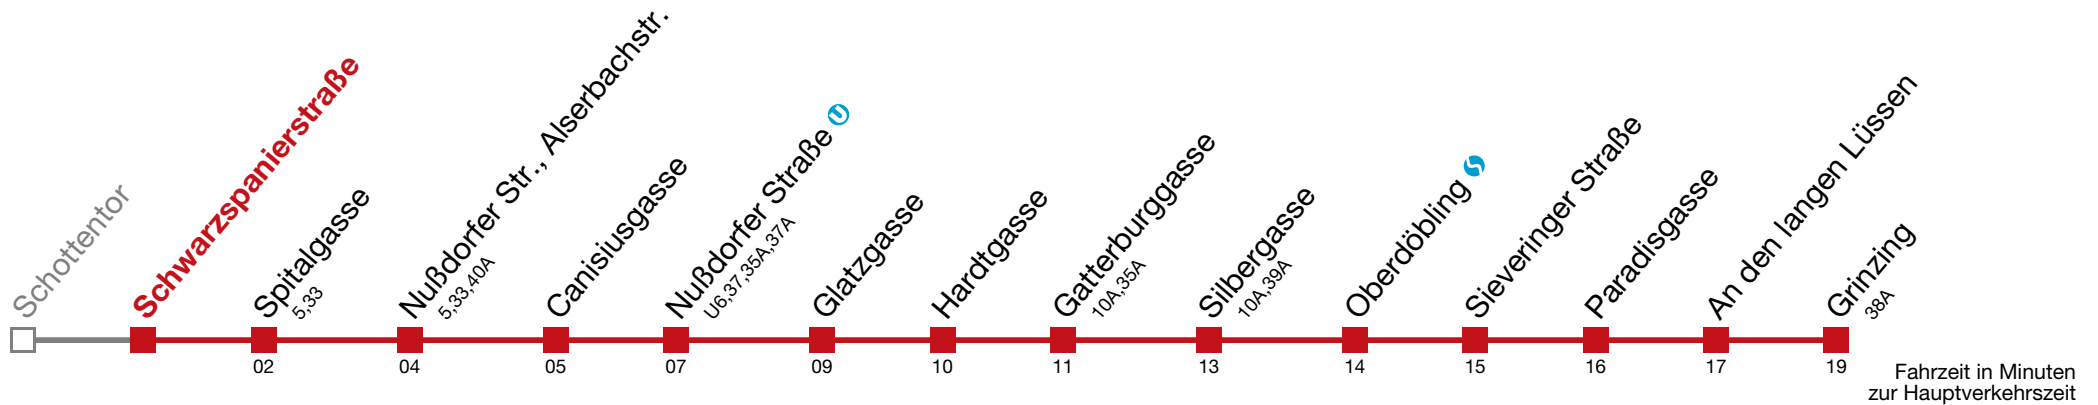 Schottentor
Schwarzspanierstraße
Spitalgasse
5,33
02
Nußdorfer Str., Alserbachstr.
5,33,40A
04
Canisiusgasse
05
Nußdorfer Straße U
U6,37,35A,37A
07
Glatzgasse
09
Hardtgasse
10
Gatterburggasse
10A,35A
11
Silbergasse
10A,39A
13
Oberdöbling
14
Sieveringer Straße
15
Paradisgasse
16
An den langen Lüssen
17
Grinzing
38A
19
Fahrzeit in Minuten
zur Hauptverkehrszeit